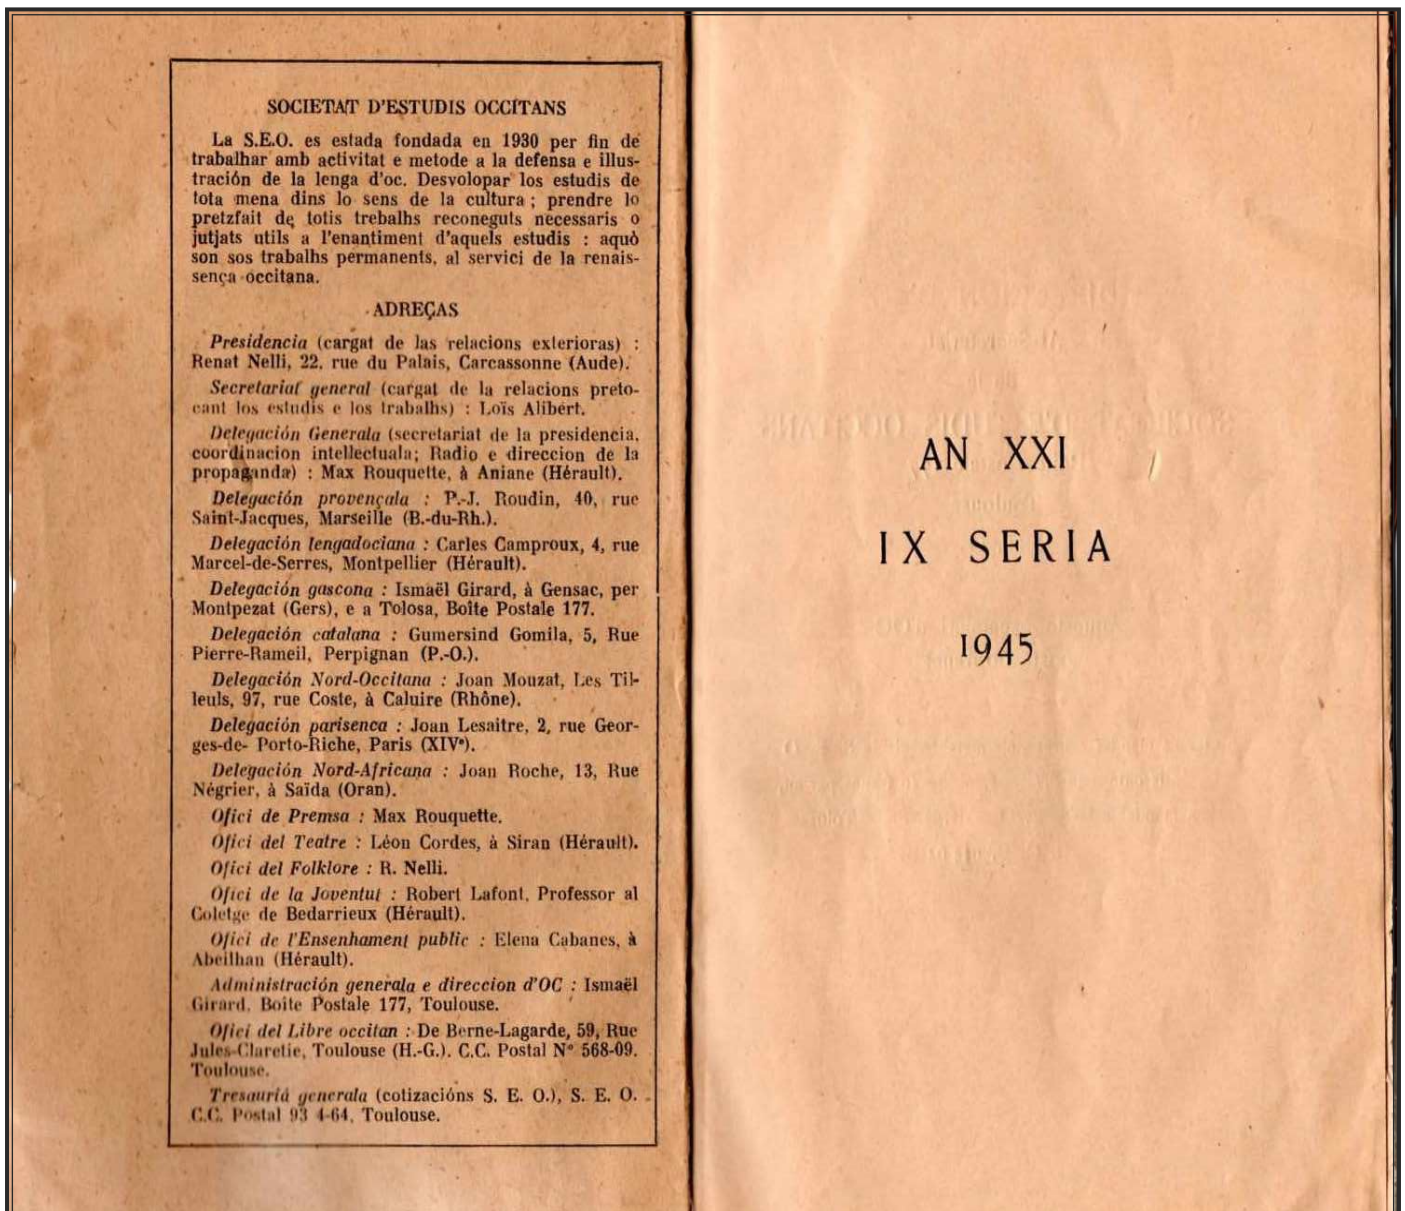 SOCIETAT D'ESTUDIS OCCITANS
La S.E.O. es estada fondada en 1930 per fin de
trabalhar amb activitat e metode a la defensa e illus-
tración de la lenga d'oc. Desvolopar los estudis de
tota mena dins lo sens de la cultura ; prendre lo
pretzfait de totis trebalhs reconeguts necessaris o
jutjats utils a l'enantiment d'aquels estudis : aquò
son sos trabalhs permanents, al servici de la renais-
sença occitana.
ADREÇAS
Presidencia (cargat de las relacions exterioras) :
Renat Nelli, 22, rue du Palais, Carcassonne (Aude).
Secretariat general (cargat de la relacions preto-
cant los estudis e los trabalhs) : Loïs Alibert.
Delegación Generala (secretariat de la presidencia,
coordinacion intellectuala; Radio e direccion de la
propaganda) : Max Rouquette, à Aniane (Hérault).
Delegación provençala : P.-J. Roudin, 40, rue
Saint-Jacques, Marseille (B.-du-Rh.).
Delegación lengadociana : Carles Camproux, 4, rue
Marcel-de-Serres, Montpellier (Hérault).
Delegación gascona : Ismaël Girard, à Gensac, per
Montpezat (Gers), e a Tolosa, Boîte Postale 177.
Delegación catalana : Gumersind Gomila, 5, Rue
Pierre-Rameil, Perpignan (P.-O.).
Delegación Nord-Occitana : Joan Mouzat, Les Til-
leuls, 97, rue Coste, à Caluire (Rhône).
Delegación parisenca : Joan Lesaitre, 2, rue Geor-
ges-de- Porto-Riche, Paris (XIVᵉ).
Delegación Nord-Africana : Joan Roche, 13, Rue
Négrier, à Saïda (Oran).
Ofici de Premsa : Max Rouquette.
Ofici del Teatre : Léon Cordes, à Siran (Hérault).
Ofici del Folklore : R. Nelli.
Ofici de la Joventut : Robert Lafont, Professor al
Coletge de Bedarrieux (Hérault).
Ofici de l'Ensenhament public : Elena Cabanes, à
Abeilhan (Hérault).
Administración generala e direccion d'OC : Ismaël
Girard, Boîte Postale 177, Toulouse.
Ofici del Libre occitan : De Berne-Lagarde, 59, Rue
Jules-Claretie, Toulouse (H.-G.). C.C. Postal N° 568-09.
Toulouse.
Tresauriá generala (cotizacións S. E. O.), S. E. O.
C.C. Postal 93 4-64, Toulouse.
AN XXI
IX SERIA
1945